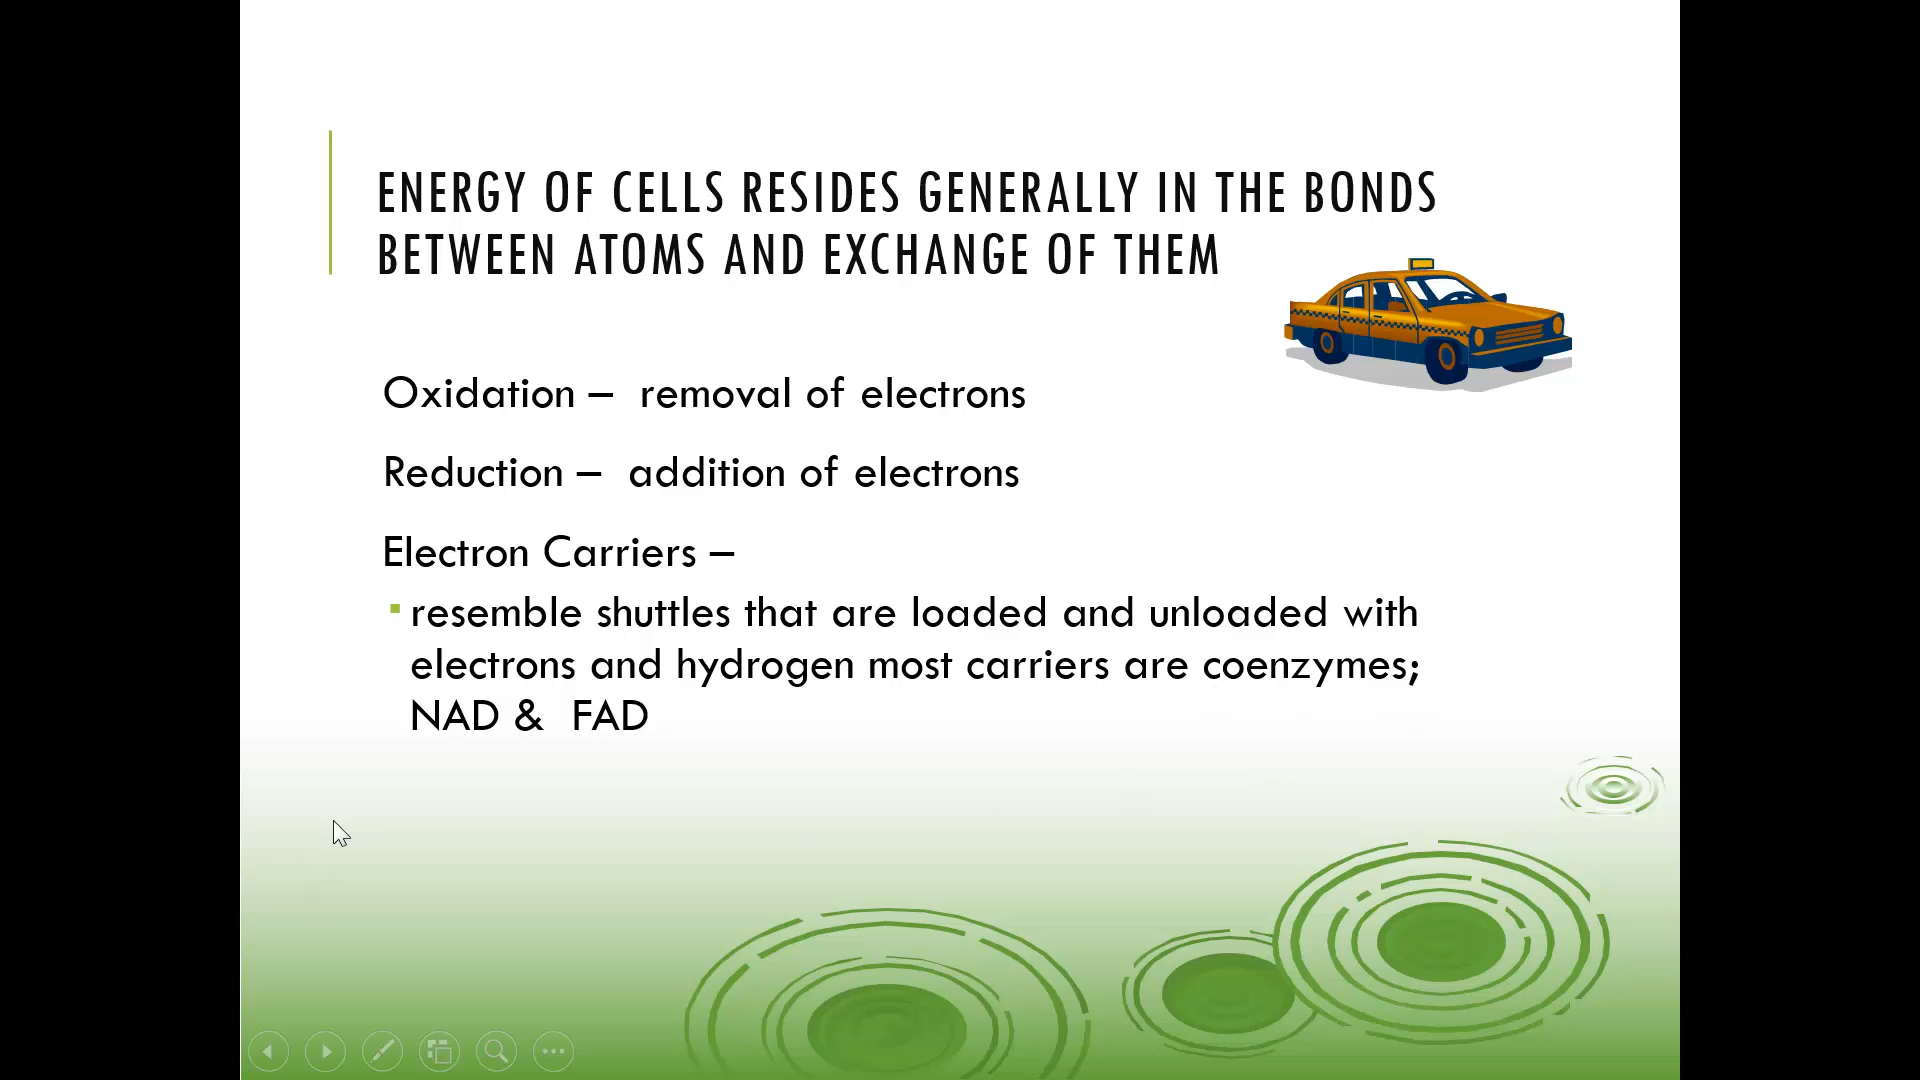 ENERGY OF CELLS RESIDES GENERALLY IN THE BONDS
BETWEEN ATOMS AND EXCHANGE OF THEM
Oxidation – removal of electrons
Reduction – addition of electrons
Electron Carriers –
resemble shuttles that are loaded and unloaded with
electrons and hydrogen most carriers are coenzymes;
NAD & FAD